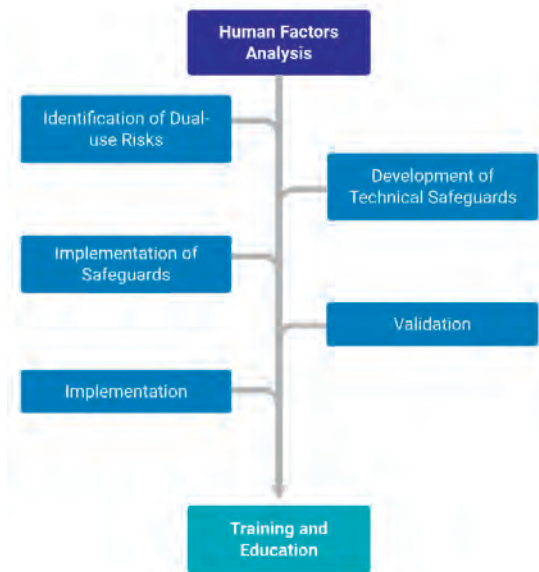 Human Factors
Analysis
Identification of Dual-
use Risks
Development of
Technical Safeguards
Implementation of
Safeguards
Validation
Implementation
Training and
Education